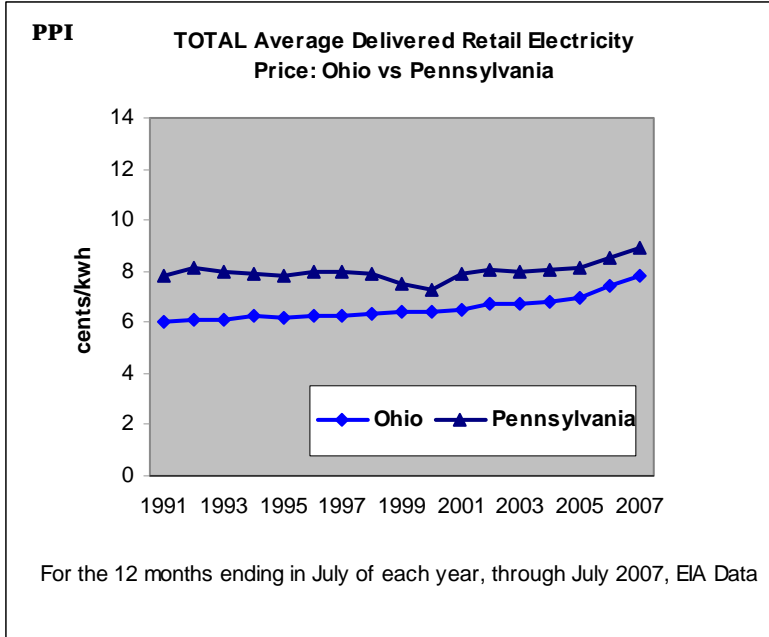 PPI
TOTAL Average Delivered Retail Electricity
Price: Ohio vs Pennsylvania
14
12
10
8
6
4
2
0
cents/kwh
Ohio Pennsylvania
1991 1993 1995 1997 1999 2001 2003 2005 2007
For the 12 months ending in July of each year, through July 2007, EIA Data